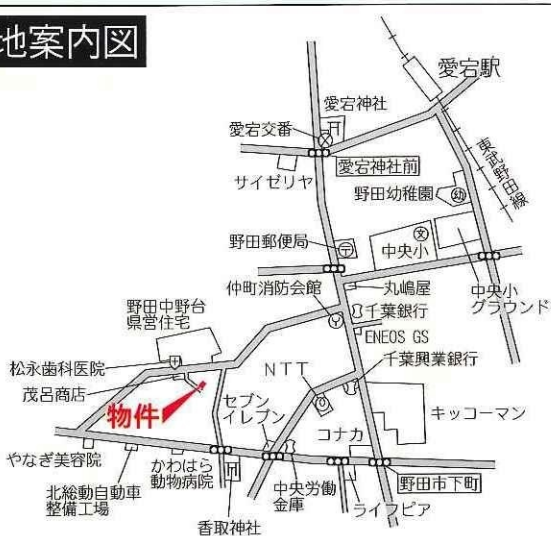 地案内図
愛宕駅
愛宕神社
愛宕交番
愛宕神社前
サイゼリヤ
東武野田線
野田幼稚園
幼
野田郵便局
〒
文
中央小
仲町消防会館
丸嶋屋
中央小
グラウンド
千葉銀行
野田中野台
県営住宅
ENEOS GS
千葉興業銀行
松永歯科医院
茂呂商店
NTT
物件
セブン
イレブン
キッコーマン
コナカ
やなぎ美容院
かわはら
動物病院
北総動自動車
整備工場
中央労働
金庫
野田市下町
ライフピア
香取神社